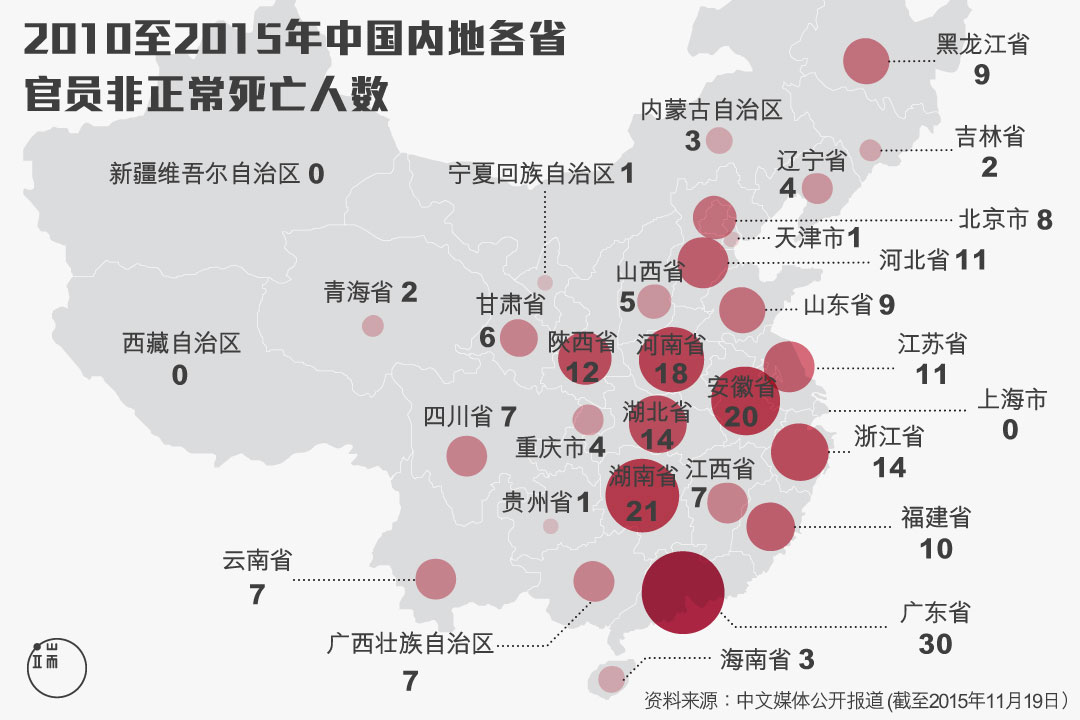 2010至2015年中国内地各省
官员非正常死亡人数
黑龙江省
9
内蒙古自治区
3
吉林省
2
辽宁省
4
新疆维吾尔自治区 0
宁夏回族自治区 1
北京市 8
天津市 1
河北省 11
山西省
5
青海省 2
甘肃省
6
山东省 9
西藏自治区
0
陕西省
12
河南省
18
江苏省
11
安徽省
20
上海市
0
四川省 7
湖北省
14
重庆市 4
浙江省
14
湖南省
21
江西省
7
贵州省 1
福建省
10
云南省
7
广东省
30
广西壮族自治区
7
海南省 3
端
资料来源：中文媒体公开报道 (截至2015年11月19日）